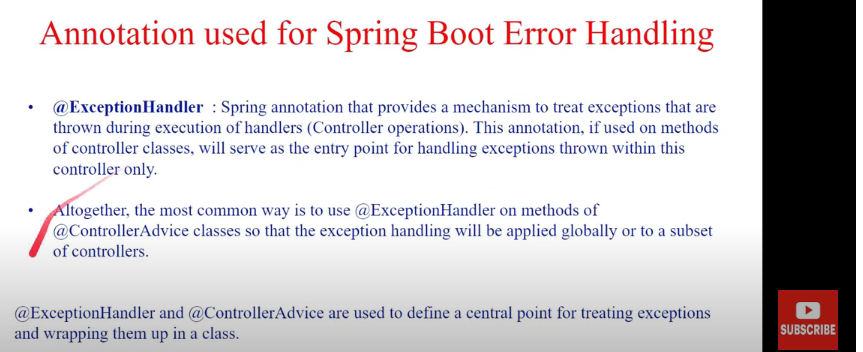 Annotation used for Spring Boot Error Handling
• @ExceptionHandler : Spring annotation that provides a mechanism to treat exceptions that are
thrown during execution of handlers (Controller operations). This annotation, if used on methods
of controller classes, will serve as the entry point for handling exceptions thrown within this
controller only.
• Altogether, the most common way is to use @ExceptionHandler on methods of
@ControllerAdvice classes so that the exception handling will be applied globally or to a subset
of controllers.
@ExceptionHandler and @ControllerAdvice are used to define a central point for treating exceptions
and wrapping them up in a class.
SUBSCRIBE